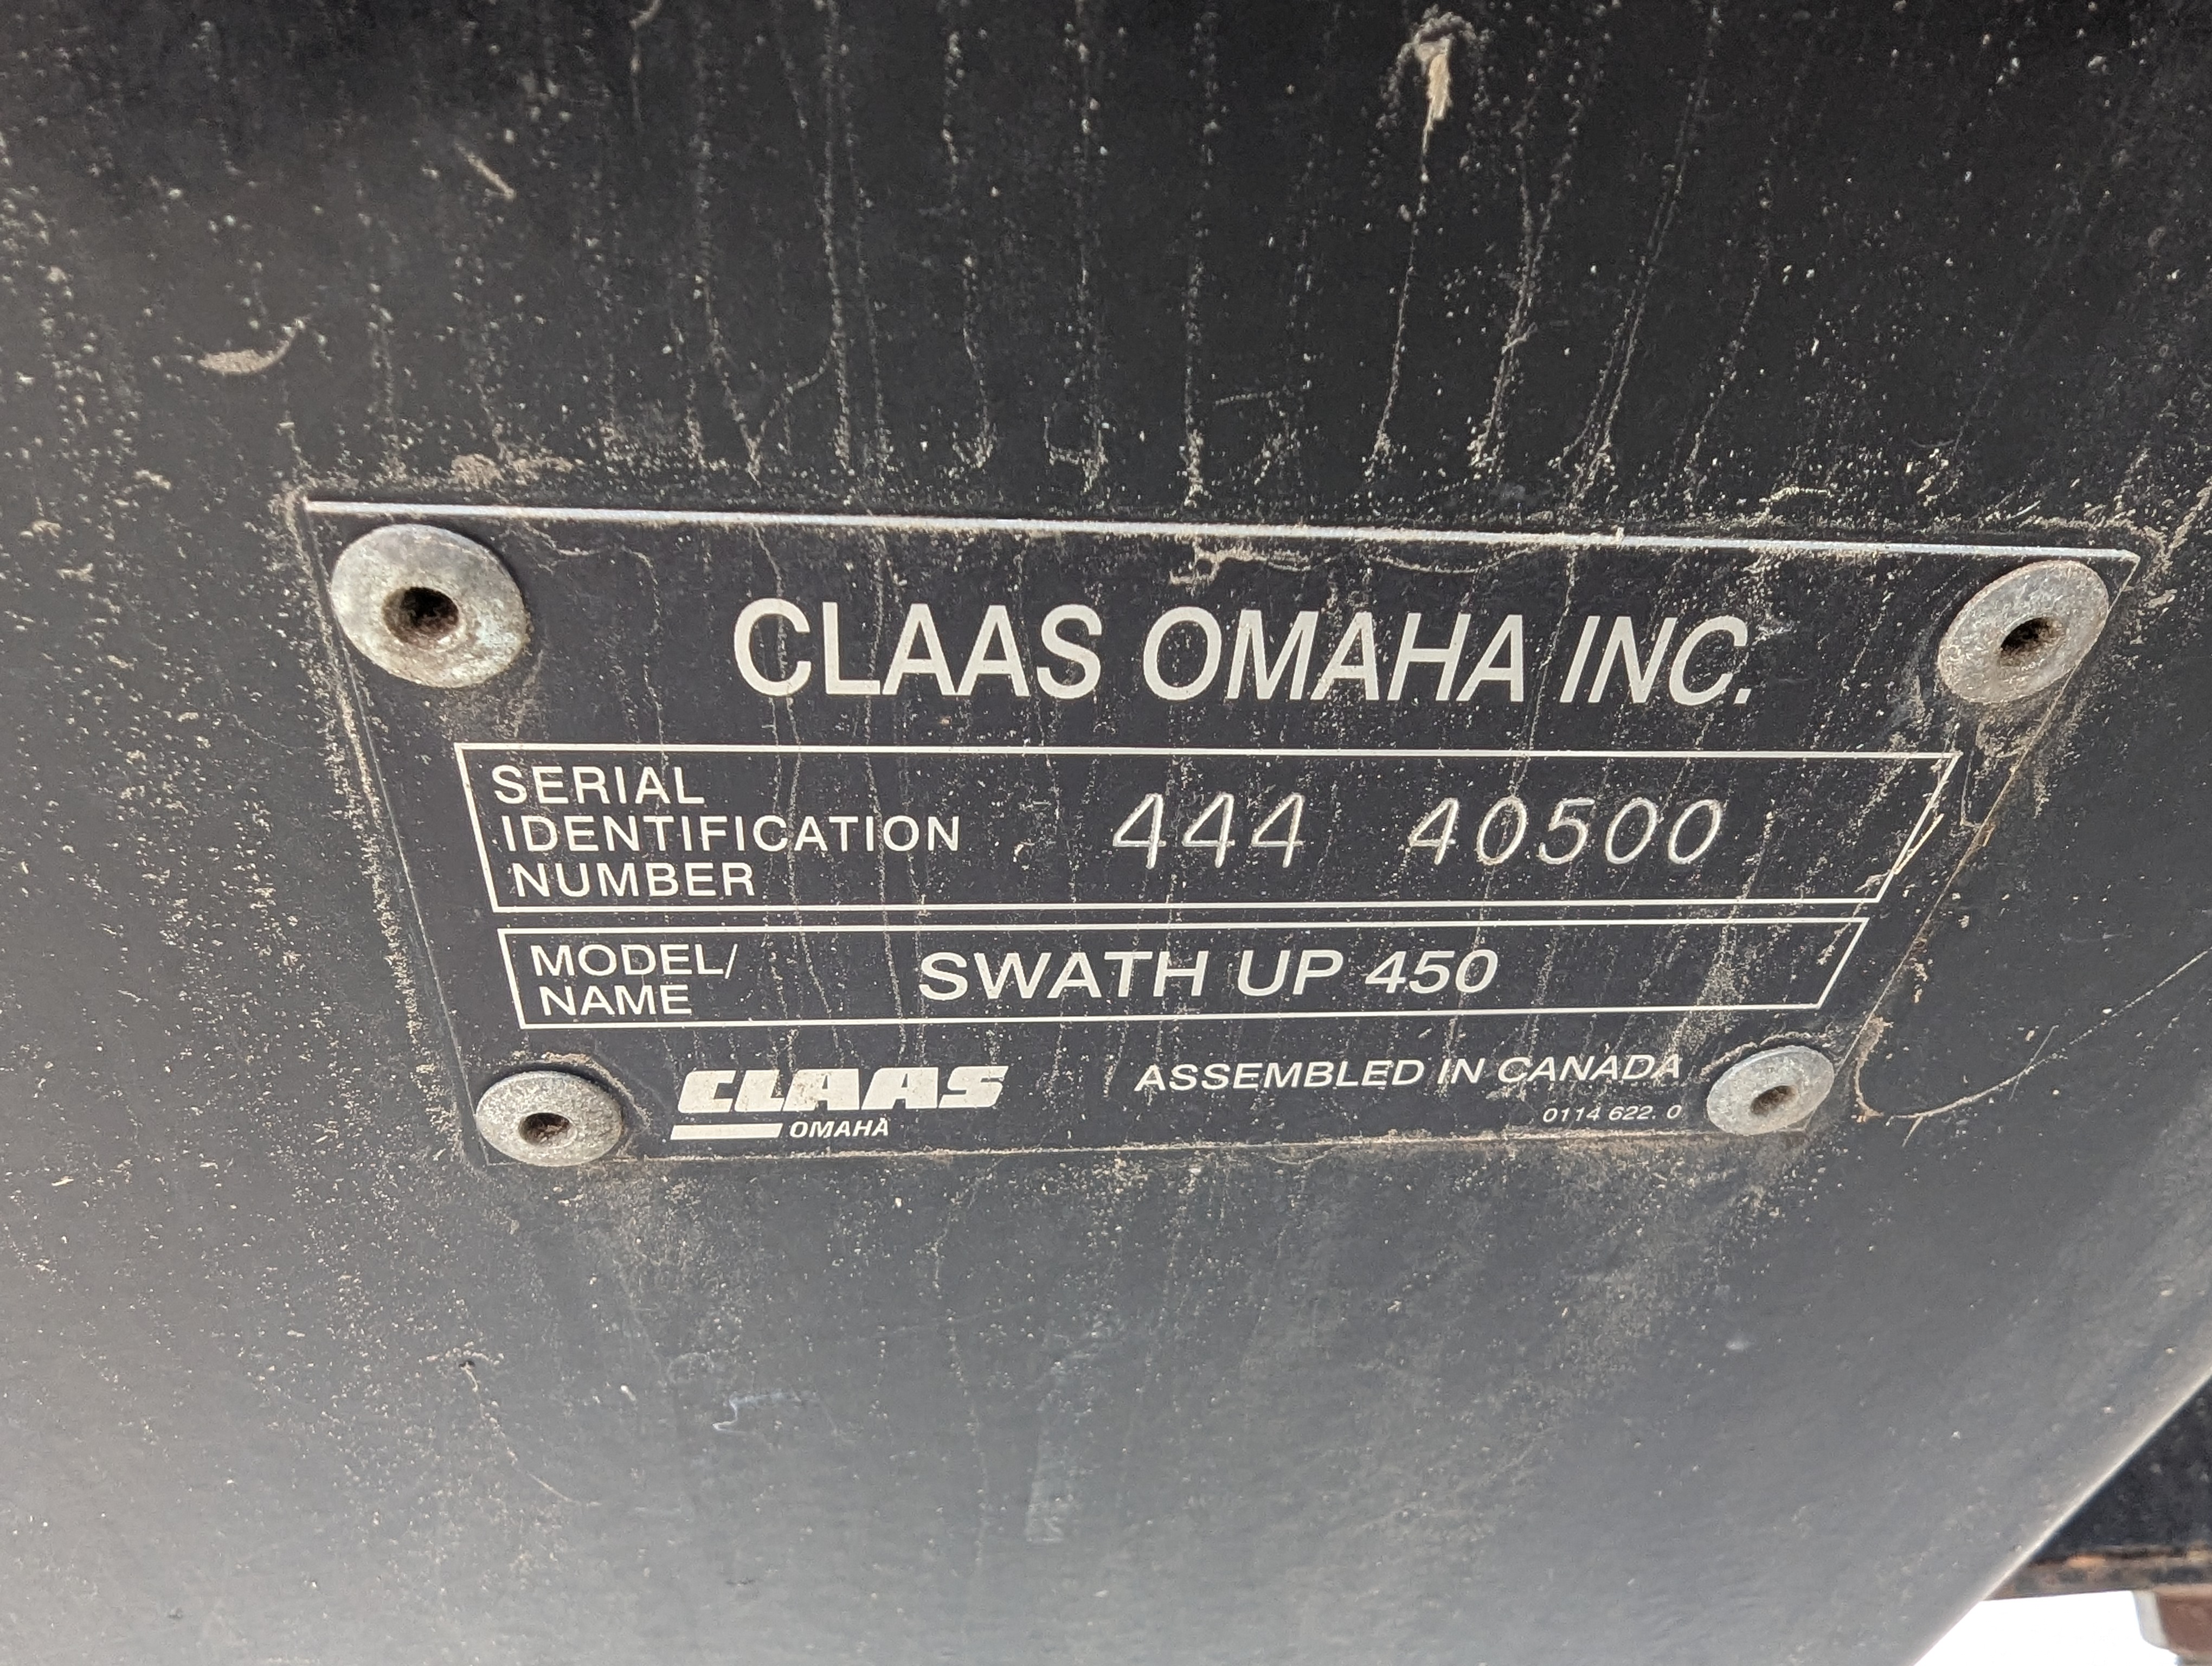 CLAAS OMAHA INC.
SERIAL
IDENTIFICATION
NUMBER
444 40500
MODEL/
NAME
SWATH UP 450
CLAAS
OMAHA
ASSEMBLED IN CANADA
0114 622. 0